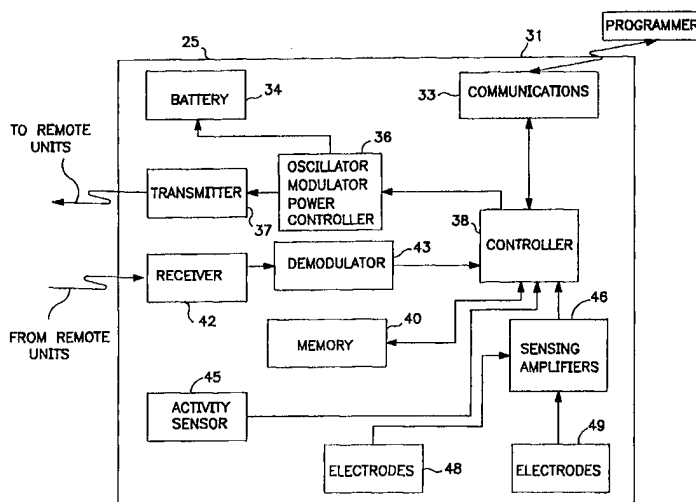 PROGRAMMER
25
31
BATTERY
34
33
COMMUNICATIONS
TO REMOTE
UNITS
36
OSCILLATOR
MODULATOR
POWER
CONTROLLER
TRANSMITTER
37
38
CONTROLLER
43
DEMODULATOR
RECEIVER
42
FROM REMOTE
UNITS
40
MEMORY
46
SENSING
AMPLIFIERS
45
ACTIVITY
SENSOR
ELECTRODES
48
49
ELECTRODES